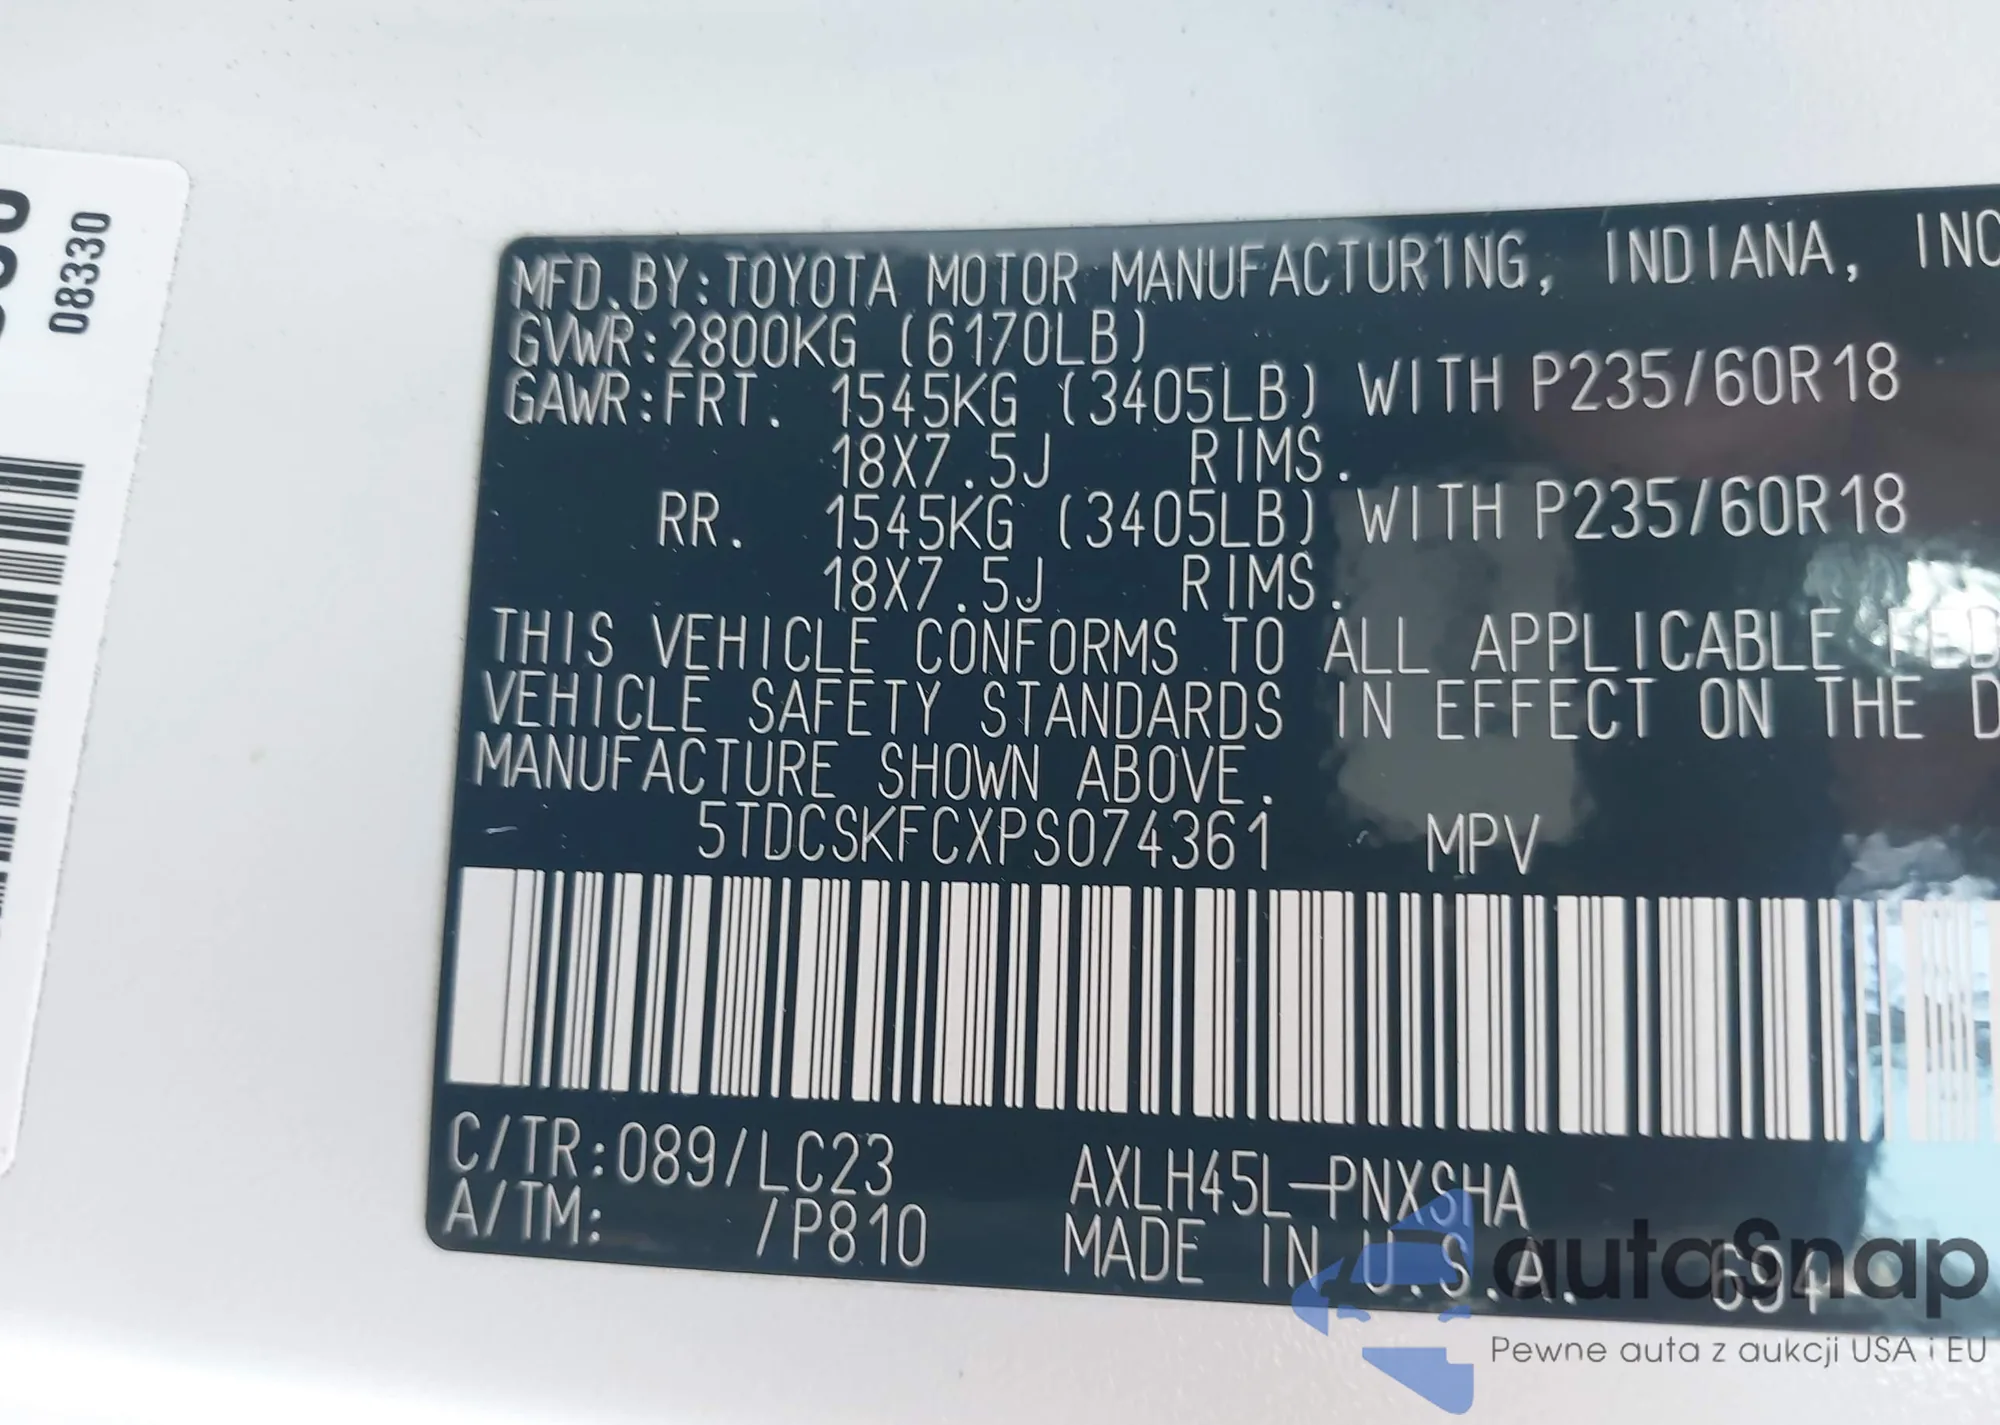 08330
MFD.BY:TOYOTA MOTOR MANUFACTURING, INDIANA, INC
GVWR:2800KG (6170LB)
GAWR:FRT. 1545KG (3405LB) WITH P235/60R18
18X7.5J RIMS.
RR. 1545KG (3405LB) WITH P235/60R18
18X7.5J RIMS.
THIS VEHICLE CONFORMS TO ALL APPLICABLE FED
VEHICLE SAFETY STANDARDS IN EFFECT ON THE D
MANUFACTURE SHOWN ABOVE.
5TDCSKFCXPS074361 MPV
C/TR:089/LC23 AXLH45L-PNXSHA
A/TM: /P810 MADE IN U.S.A. 694
autaSnap
Pewne auta z aukcji USA i EU